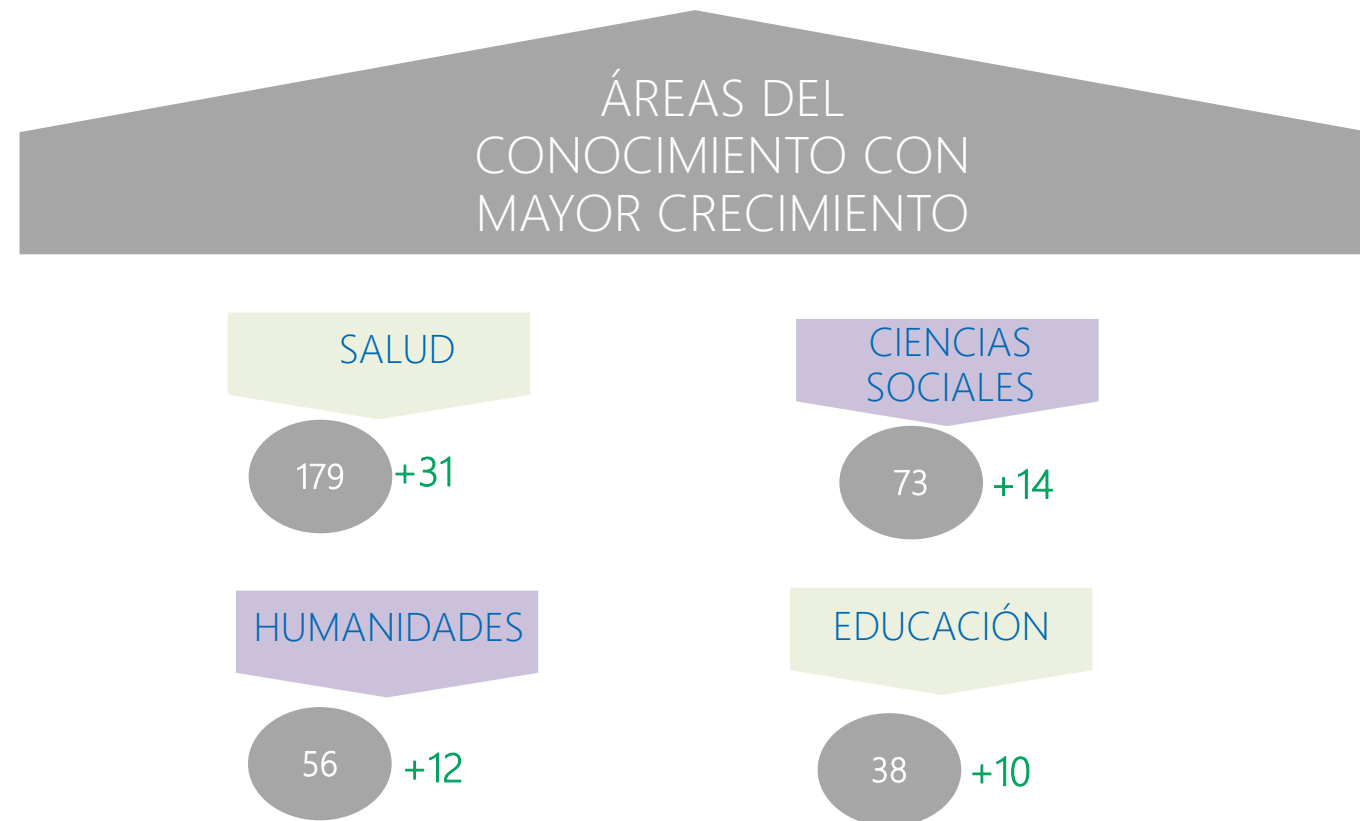 ÁREAS DEL
CONOCIMIENTO CON
MAYOR CRECIMIENTO
SALUD
179 +31
CIENCIAS
SOCIALES
73 +14
HUMANIDADES
56 +12
EDUCACIÓN
38 +10